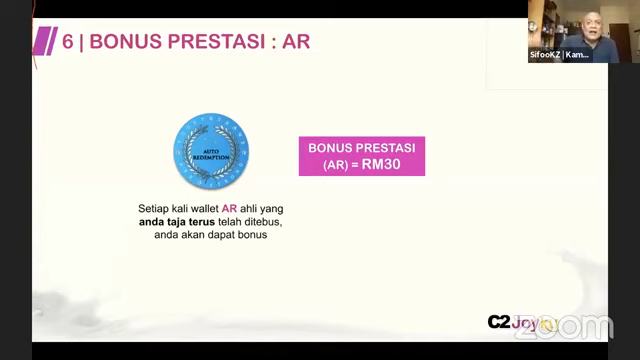 6 | BONUS PRESTASI : AR
SifooKZ | Kam...
AUTO
REDEMPTION
BONUS PRESTASI
(AR) = RM30
Setiap kali wallet AR ahli yang
anda taja terus telah ditebus,
anda akan dapat bonus
C2Joy
zoom